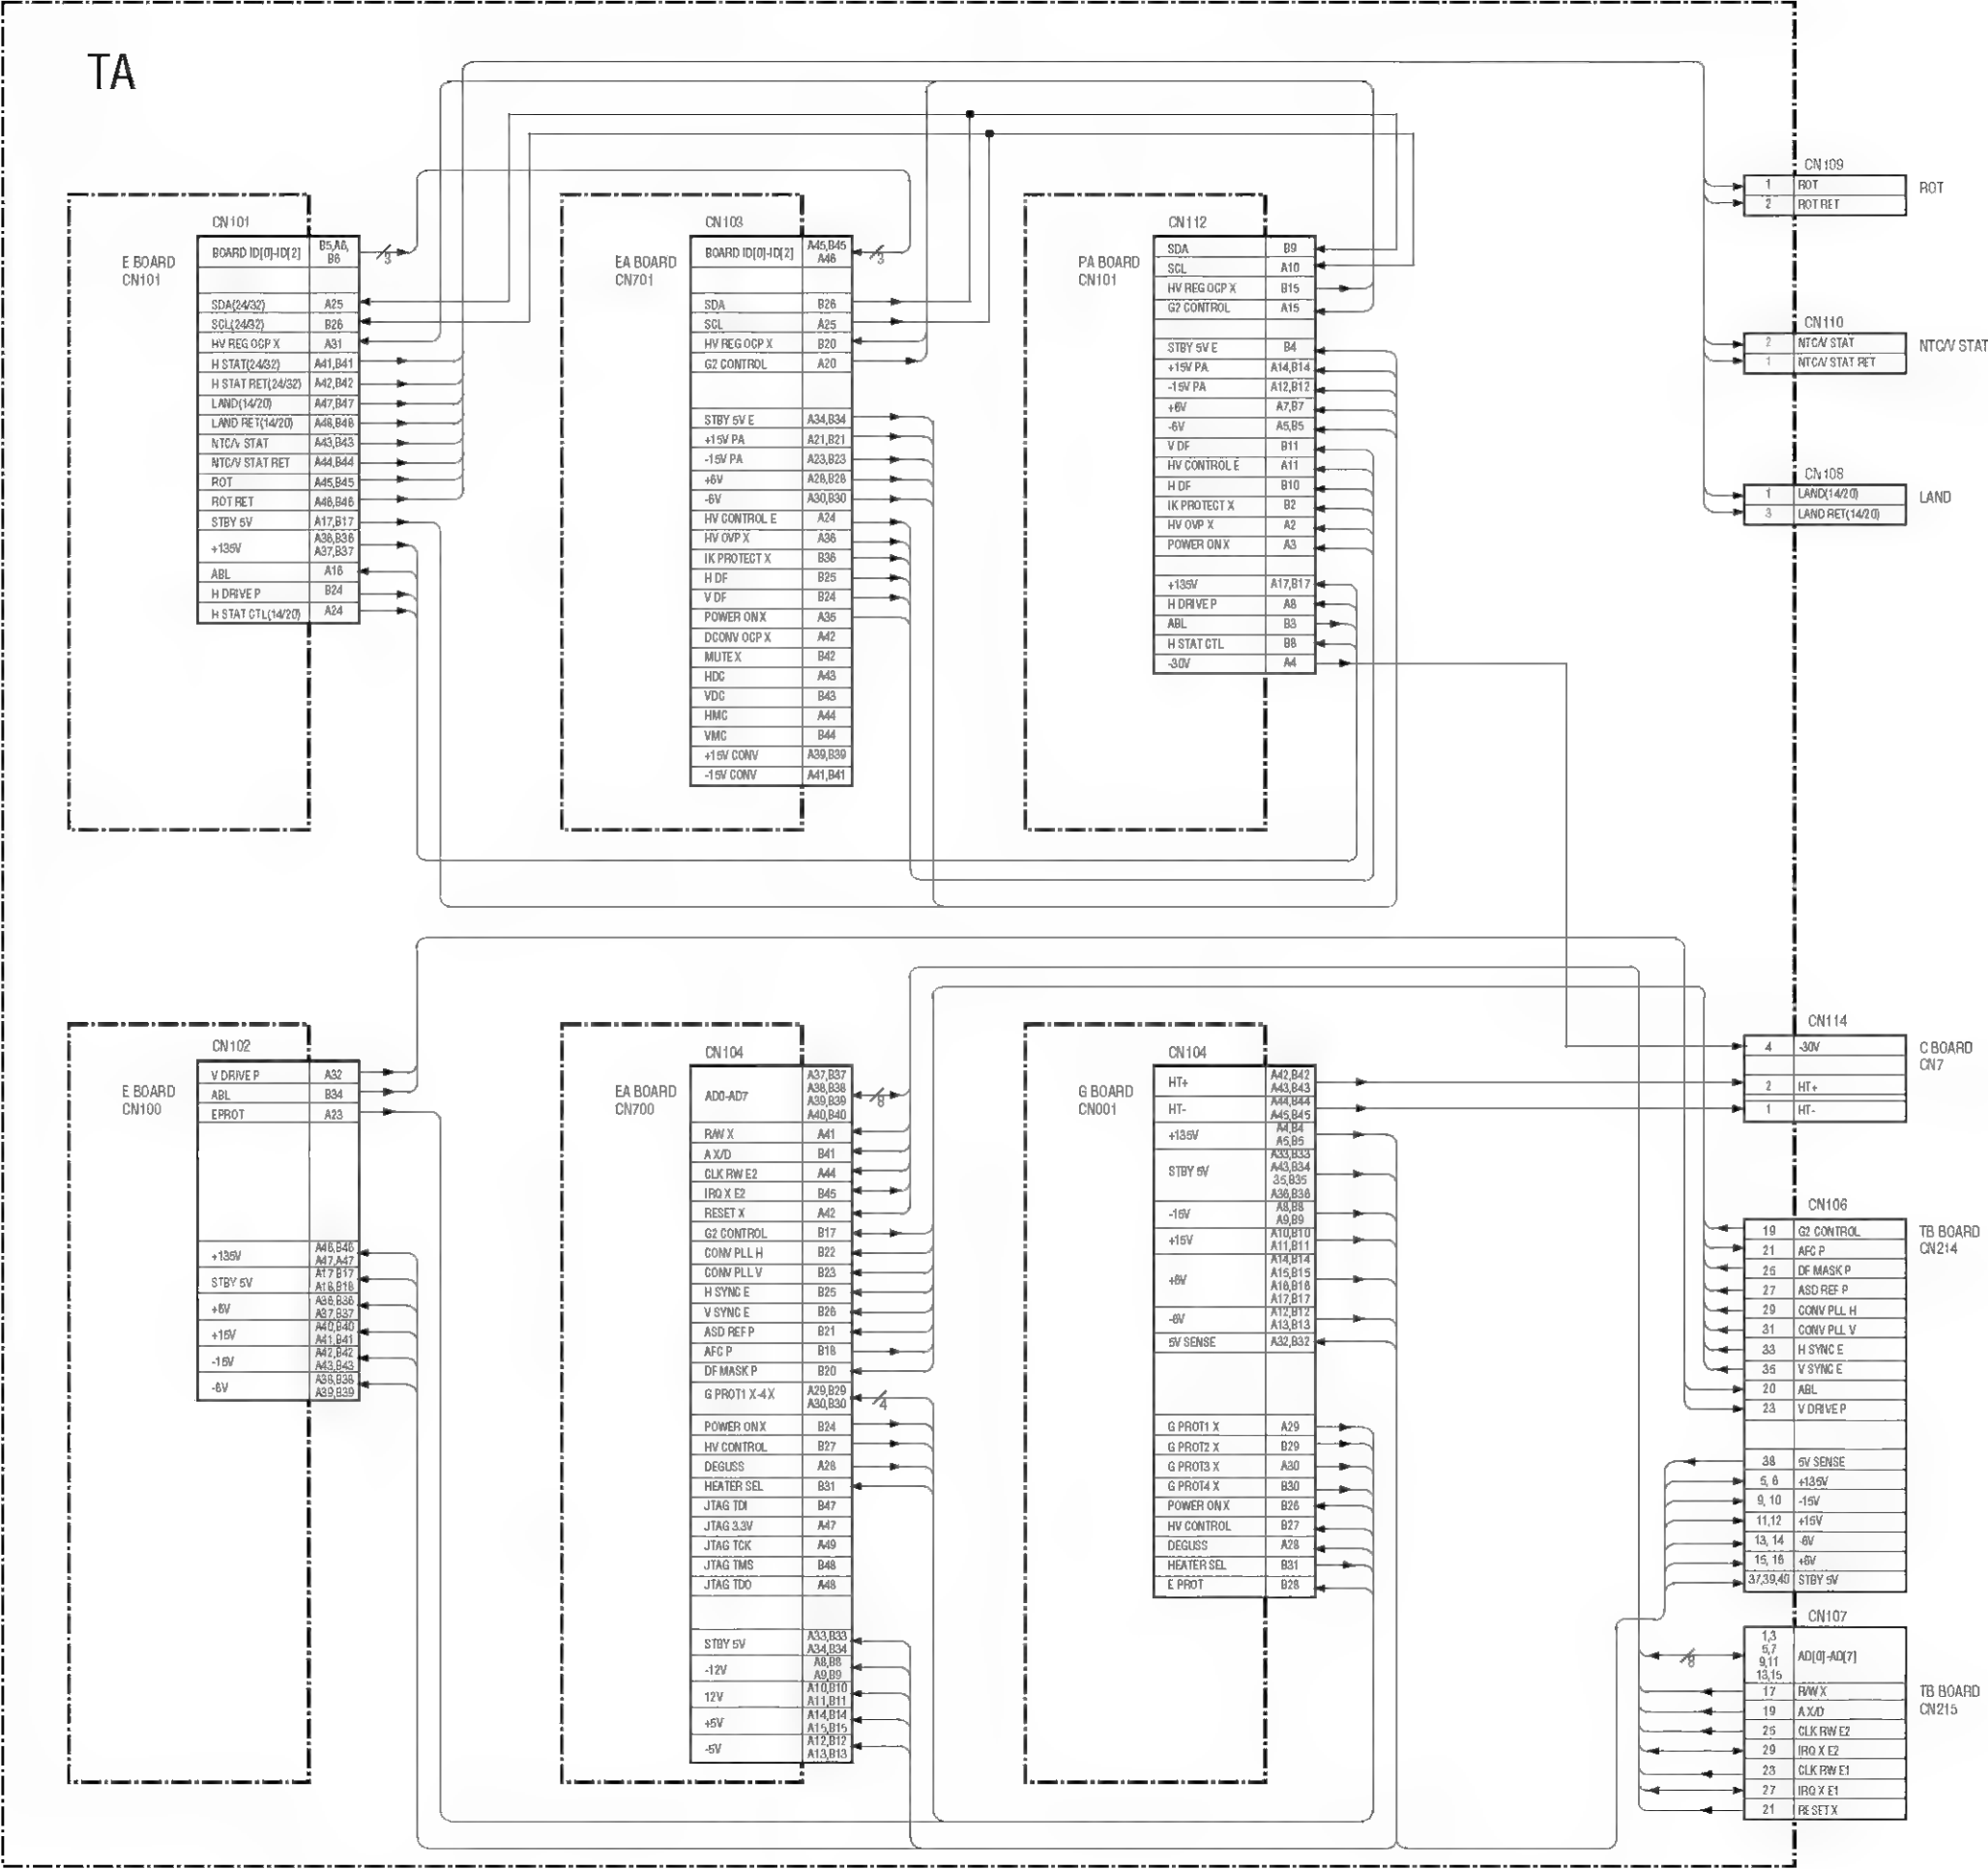 TA
CN101
E BOARD
CN101
BOARD ID[0]-ID[2] B5,A6, B6
3
SDA(24/32) A25
SCL(24/32) B26
HV REG OCP X A31
H STAT(24/32) A41,B41
H STAT RET(24/32) A42,B42
LAND(14/20) A47,B47
LAND RET(14/20) A48,B48
NTC/V STAT A43,B43
NTC/V STAT RET A44,B44
ROT A45,B45
ROT RET A46,B46
STBY 5V A17,B17
+135V A36,B36 A37,B37
ABL A16
H DRIVE P B24
H STAT CTL(14/20) A24
CN103
EA BOARD
CN701
BOARD ID[0]-ID[2] A45,B45 A46
3
SDA B26
SCL A25
HV REG OCP X B20
G2 CONTROL A20
STBY 5V E A34,B34
+15V PA A21,B21
-15V PA A23,B23
+6V A28,B28
-6V A30,B30
HV CONTROL E A24
HV OVP X A36
IK PROTECT X B36
H DF B25
V DF B24
POWER ON X A35
DCONV OCP X A42
MUTE X B42
HDC A43
VDC B43
HMC A44
VMC B44
+15V CONV A39,B39
-15V CONV A41,B41
CN112
PA BOARD
CN101
SDA B9
SCL A10
HV REG OCP X B15
G2 CONTROL A15
STBY 5V E B4
+15V PA A14,B14
-15V PA A12,B12
+6V A7,B7
-6V A5,B5
V DF B11
HV CONTROL E A11
H DF B10
IK PROTECT X B2
HV OVP X A2
POWER ON X A3
+135V A17,B17
H DRIVE P A8
ABL B3
H STAT CTL B8
-30V A4
CN109
1 ROT
2 ROT RET
ROT
CN110
2 NTC/V STAT
1 NTC/V STAT RET
NTC/V STAT
CN108
1 LAND(14/20)
3 LAND RET(14/20)
LAND
CN102
E BOARD
CN100
V DRIVE P A32
ABL B34
EPROT A23
+135V A46,B46 A47,A47
STBY 5V A17,B17 A18,B18
+6V A36,B36 A37,B37
+15V A40,B40 A41,B41
-15V A42,B42 A43,B43
-6V A38,B38 A39,B39
CN104
EA BOARD
CN700
AD0-AD7 A37,B37 A38,B38 A39,B39 A40,B40
8
R/W X A41
A X/D B41
CLK RW E2 A44
IRQ X E2 B45
RESET X A42
G2 CONTROL B17
CONV PLL H B22
CONV PLL V B23
H SYNC E B25
V SYNC E B26
ASD REF P B21
AFC P B18
DF MASK P B20
G PROT1 X-4 X A29,B29 A30,B30
4
POWER ON X B24
HV CONTROL B27
DEGUSS A28
HEATER SEL B31
JTAG TDI B47
JTAG 3.3V A47
JTAG TCK A49
JTAG TMS B48
JTAG TDO A48
STBY 5V A33,B33 A34,B34
-12V A8,B8 A9,B9
12V A10,B10 A11,B11
+5V A14,B14 A15,B15
-5V A12,B12 A13,B13
CN104
G BOARD
CN001
HT+ A42,B42 A43,B43
HT- A44,B44 A45,B45
+135V A4,B4 A5,B5
STBY 5V A33,B33 A43,B34 35,B35 A36,B36
-15V A8,B8 A9,B9
+15V A10,B10 A11,B11
+6V A14,B14 A15,B15 A16,B16 A17,B17
-6V A12,B12 A13,B13
5V SENSE A32,B32
G PROT1 X A29
G PROT2 X B29
G PROT3 X A30
G PROT4 X B30
POWER ON X B26
HV CONTROL B27
DEGUSS A28
HEATER SEL B31
E PROT B28
CN114
4 -30V
2 HT+
1 HT-
C BOARD
CN7
CN106
19 G2 CONTROL
21 AFC P
25 DF MASK P
27 ASD REF P
29 CONV PLL H
31 CONV PLL V
33 H SYNC E
35 V SYNC E
20 ABL
23 V DRIVE P
38 5V SENSE
5, 6 +135V
9, 10 -15V
11,12 +15V
13, 14 -6V
15, 16 +6V
37,39,40 STBY 5V
TB BOARD
CN214
CN107
1,3 5,7 9,11 13,15 AD[0]-AD[7]
8
17 R/W X
19 A X/D
25 CLK RW E2
29 IRQ X E2
23 CLK RW E1
27 IRQ X E1
21 RESET X
TB BOARD
CN215